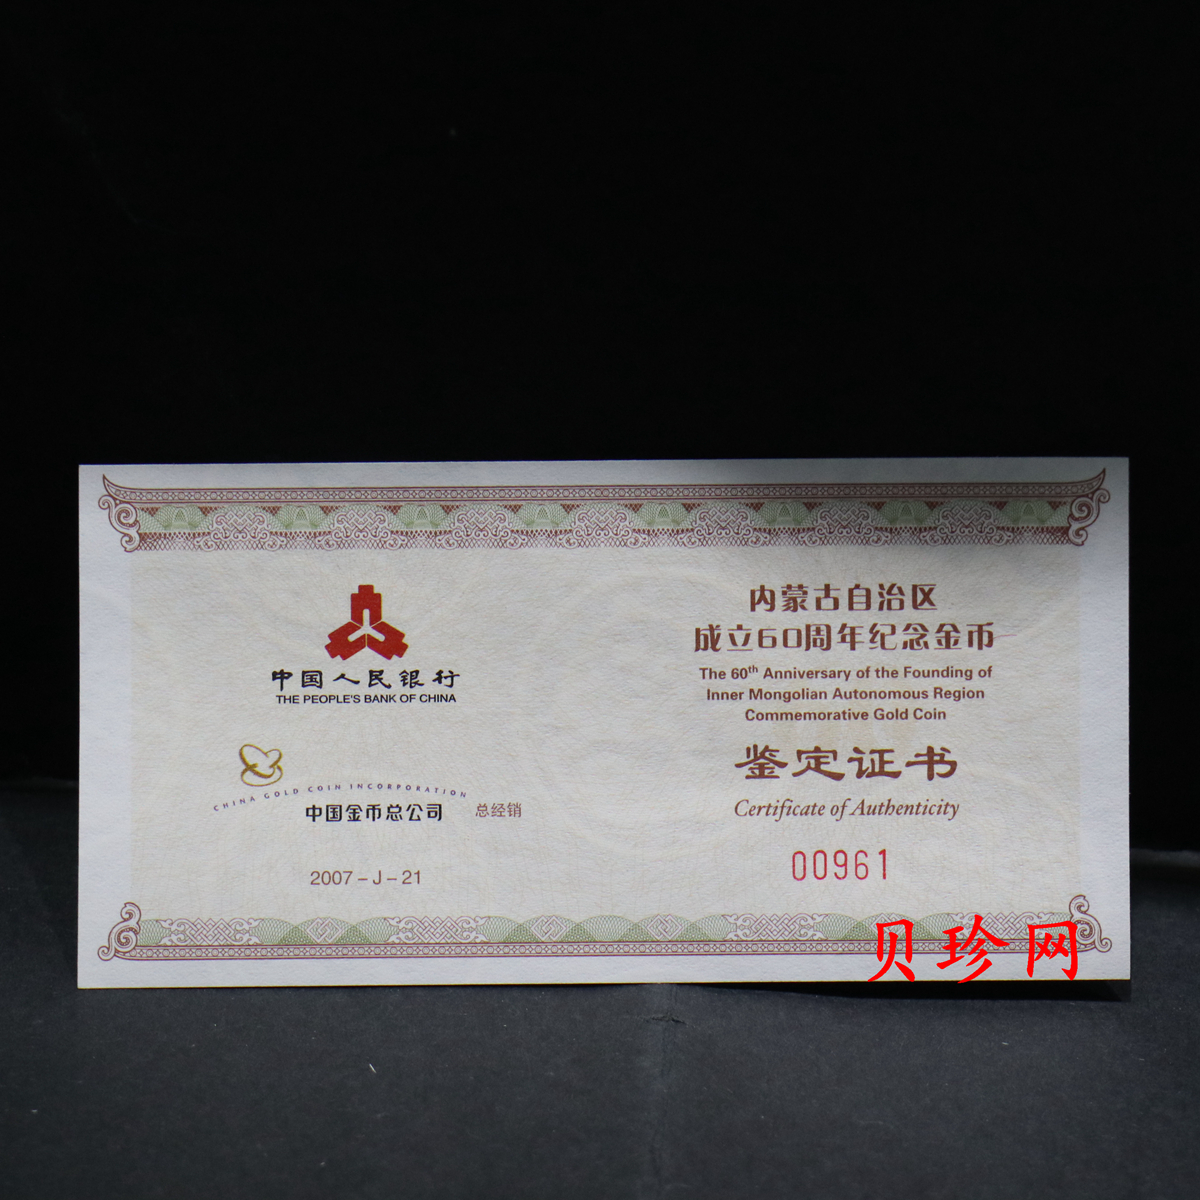 中国人民银行
THE PEOPLE'S BANK OF CHINA
CHINA GOLD COIN INCORPORATION
中国金币总公司 总经销
2007-J-21
内蒙古自治区
成立60周年纪念金币
The 60th Anniversary of the Founding of
Inner Mongolian Autonomous Region
Commemorative Gold Coin
鉴定证书
Certificate of Authenticity
00961
贝珍网